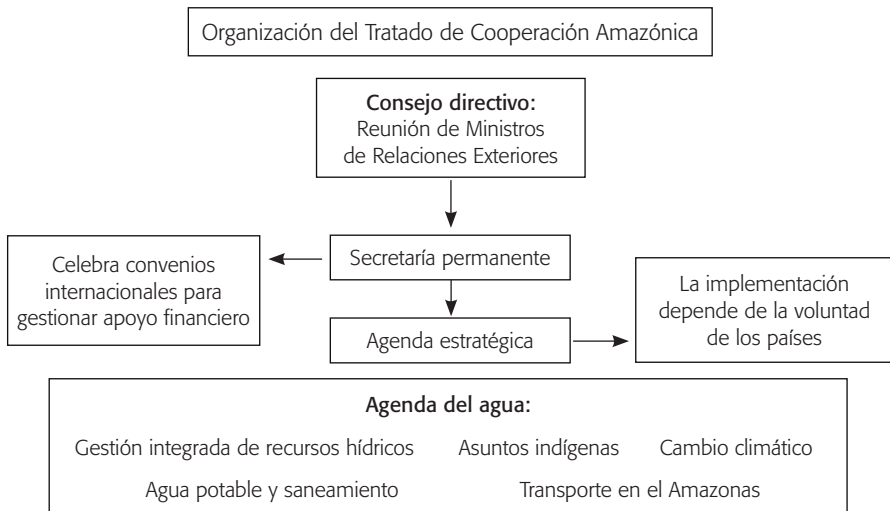 Organización del Tratado de Cooperación Amazónica
Consejo directivo:
Reunión de Ministros
de Relaciones Exteriores
Celebra convenios
internacionales para
gestionar apoyo financiero
Secretaría permanente
La implementación
depende de la voluntad
de los países
Agenda estratégica
Agenda del agua:
Gestión integrada de recursos hídricos Asuntos indígenas Cambio climático
Agua potable y saneamiento Transporte en el Amazonas